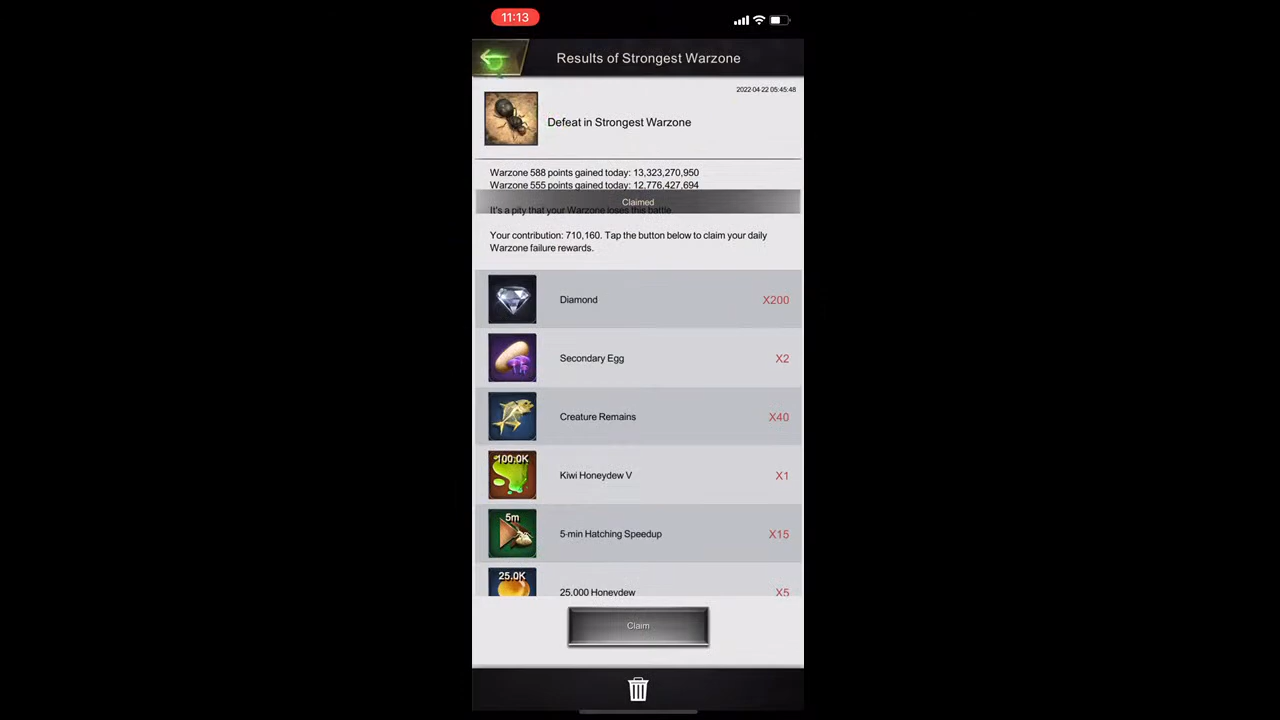 11:13
Results of Strongest Warzone
2022-04-22 05:45:48
Defeat in Strongest Warzone
Warzone 588 points gained today: 13,323,270,950
Warzone 555 points gained today: 12,776,427,694
Claimed
It's a pity that your Warzone loses this battle
Your contribution: 710,160. Tap the button below to claim your daily
Warzone failure rewards.
Diamond X200
Secondary Egg X2
Creature Remains X40
100.0K
Kiwi Honeydew V X1
5m
5-min Hatching Speedup X15
25.0K
25,000 Honeydew X5
Claim